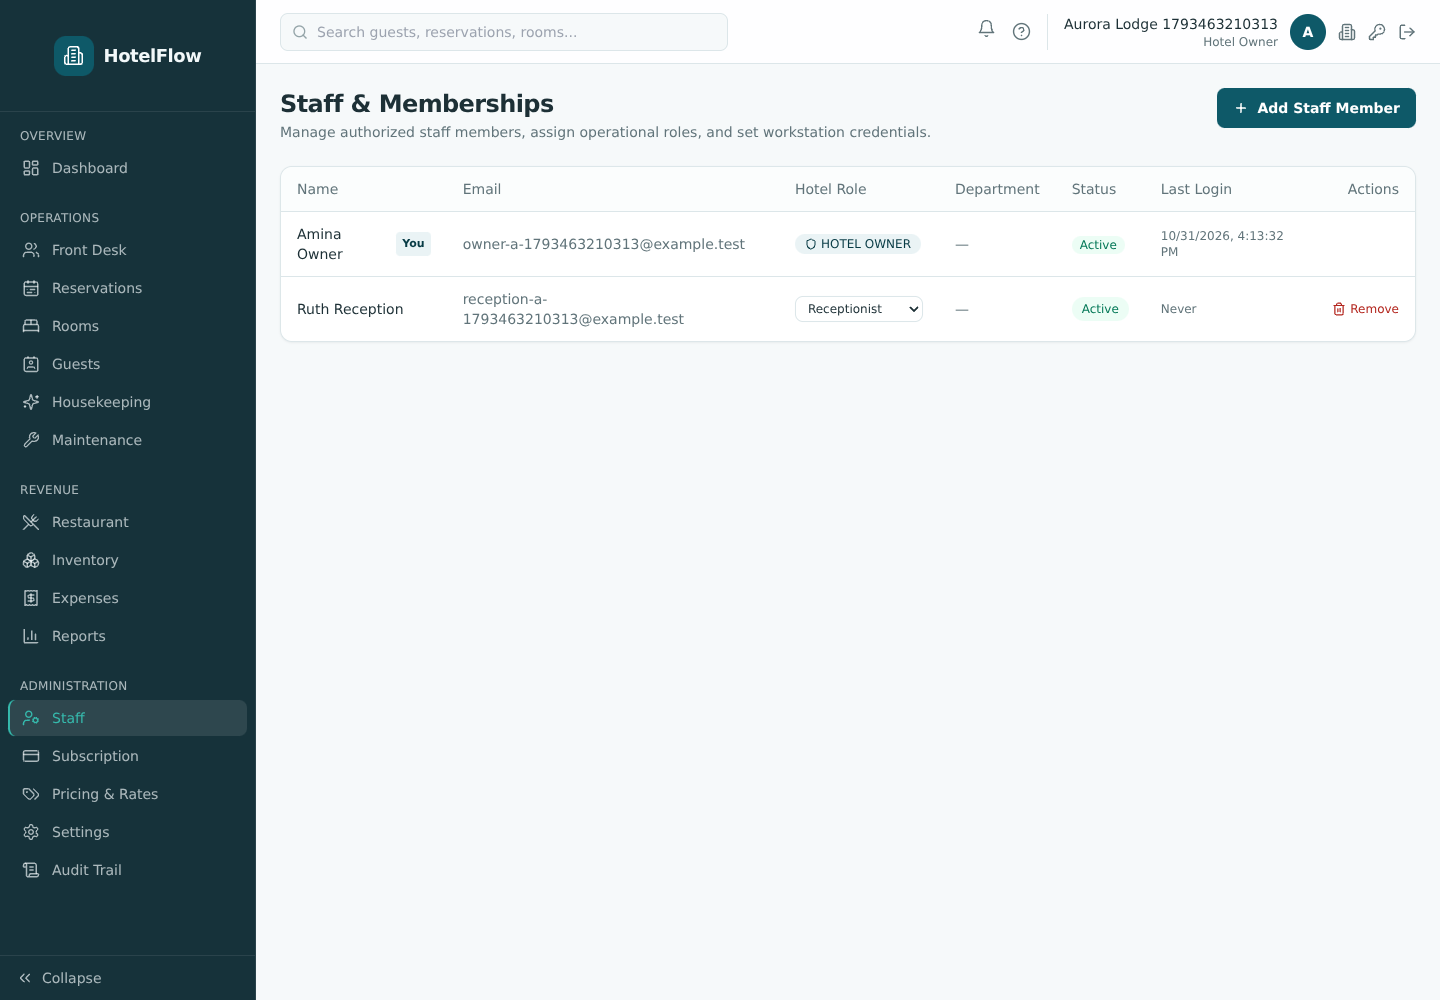 HotelFlow
Search guests, reservations, rooms...
Aurora Lodge 1793463210313
Hotel Owner
A
OVERVIEW
Dashboard
OPERATIONS
Front Desk
Reservations
Rooms
Guests
Housekeeping
Maintenance
REVENUE
Restaurant
Inventory
Expenses
Reports
ADMINISTRATION
Staff
Subscription
Pricing & Rates
Settings
Audit Trail
Collapse
Staff & Memberships
Manage authorized staff members, assign operational roles, and set workstation credentials.
+ Add Staff Member
Name Email Hotel Role Department Status Last Login Actions
Amina
Owner
You
owner-a-1793463210313@example.test
HOTEL OWNER
—
Active
10/31/2026, 4:13:32
PM
Ruth Reception
reception-a-
1793463210313@example.test
Receptionist
—
Active
Never
Remove